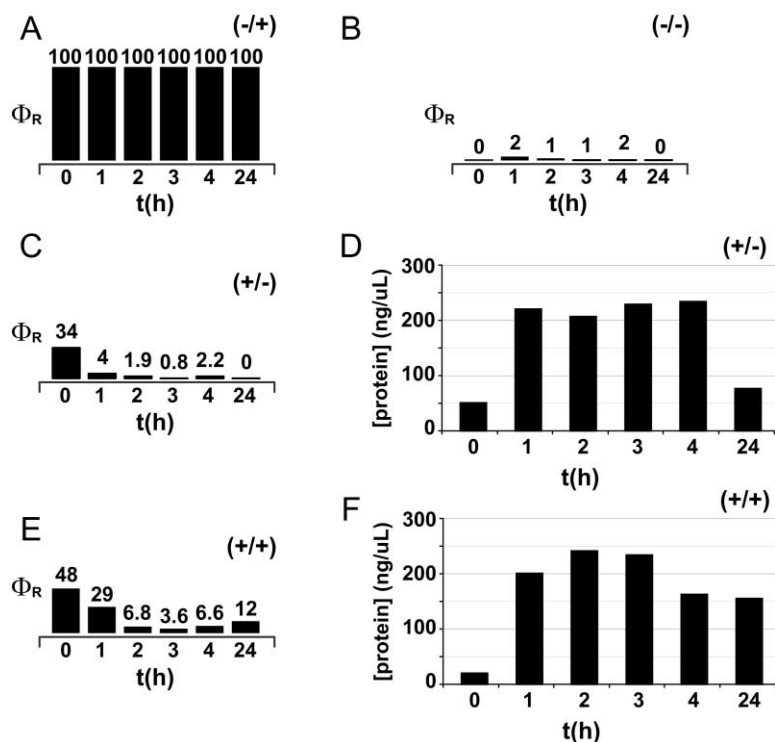 A
(-/+)
100 100 100 100 100 100
ΦR
0 1 2 3 4 24
t(h)
B
(-/-)
ΦR
0 2 1 1 2 0
0 1 2 3 4 24
t(h)
C
(+/-)
ΦR
34 4 1.9 0.8 2.2 0
0 1 2 3 4 24
t(h)
D
(+/-)
[protein] (ng/uL)
300
200
100
0
0 1 2 3 4 24
t(h)
E
(+/+)
ΦR
48 29 6.8 3.6 6.6 12
0 1 2 3 4 24
t(h)
F
(+/+)
[protein] (ng/uL)
300
200
100
0
0 1 2 3 4 24
t(h)